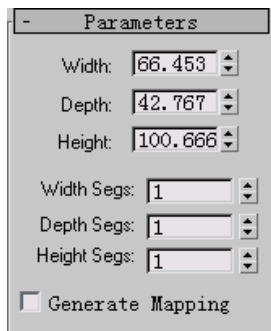 - Parameters
Width: 66.453
Depth: 42.767
Height: 100.666
Width Segs: 1
Depth Segs: 1
Height Segs: 1
Generate Mapping